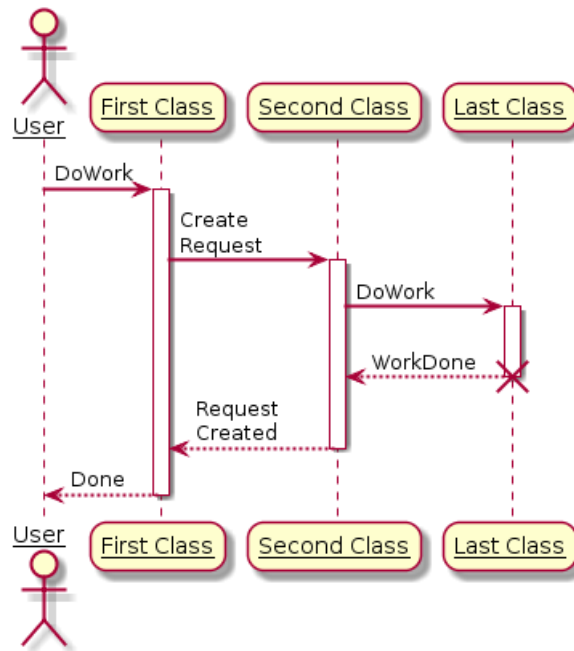 User
First Class
Second Class
Last Class
DoWork
Create
Request
DoWork
WorkDone
Request
Created
Done
User
First Class
Second Class
Last Class